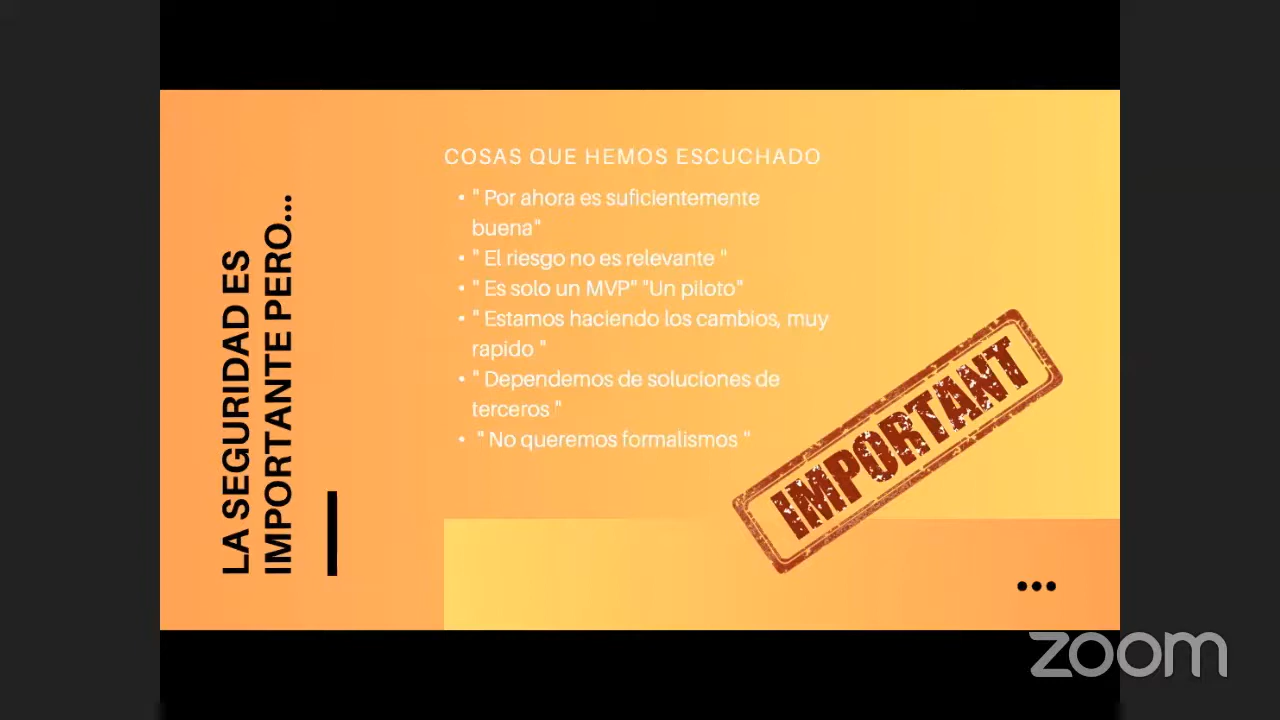 LA SEGURIDAD ES
IMPORTANTE PERO...
COSAS QUE HEMOS ESCUCHADO
• " Por ahora es suficientemente
buena"
• " El riesgo no es relevante "
• " Es solo un MVP" "Un piloto"
• " Estamos haciendo los cambios, muy
rapido "
• " Dependemos de soluciones de
terceros "
• " No queremos formalismos "
IMPORTANT
zoom